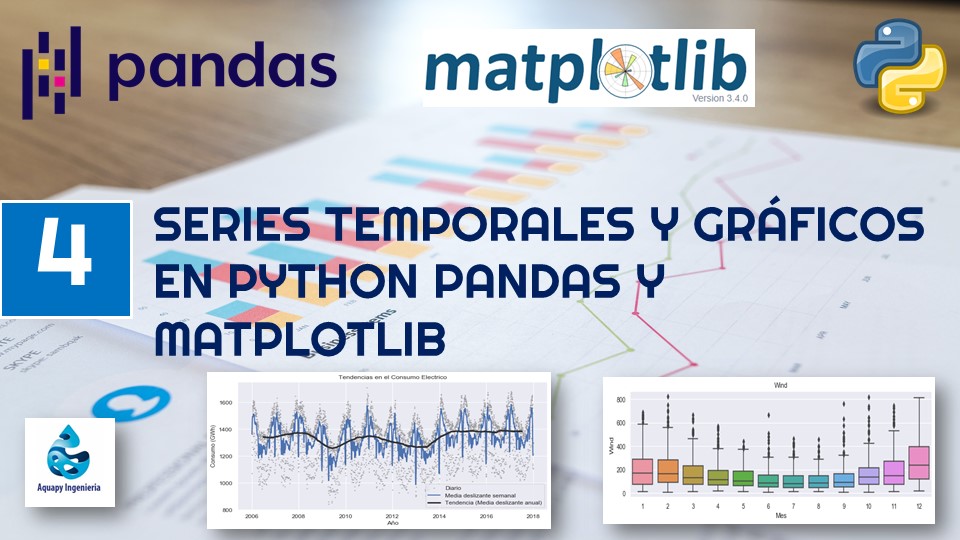 pandas
matplotlib
Version 3.4.0
4
SERIES TEMPORALES Y GRÁFICOS
EN PYTHON PANDAS Y
MATPLOTLIB
SKYPE
Aquapy Ingenieria
Tendencias en el Consumo Electrico
Consumo (GWh)
1600
1400
1200
1000
800
2006
2008
2010
2012
2014
2016
2018
Año
Diario
Media deslizante semanal
Tendencia (Media deslizante anual)
Wind
Wind
800
600
400
200
0
1
2
3
4
5
6
7
8
9
10
11
12
Mes